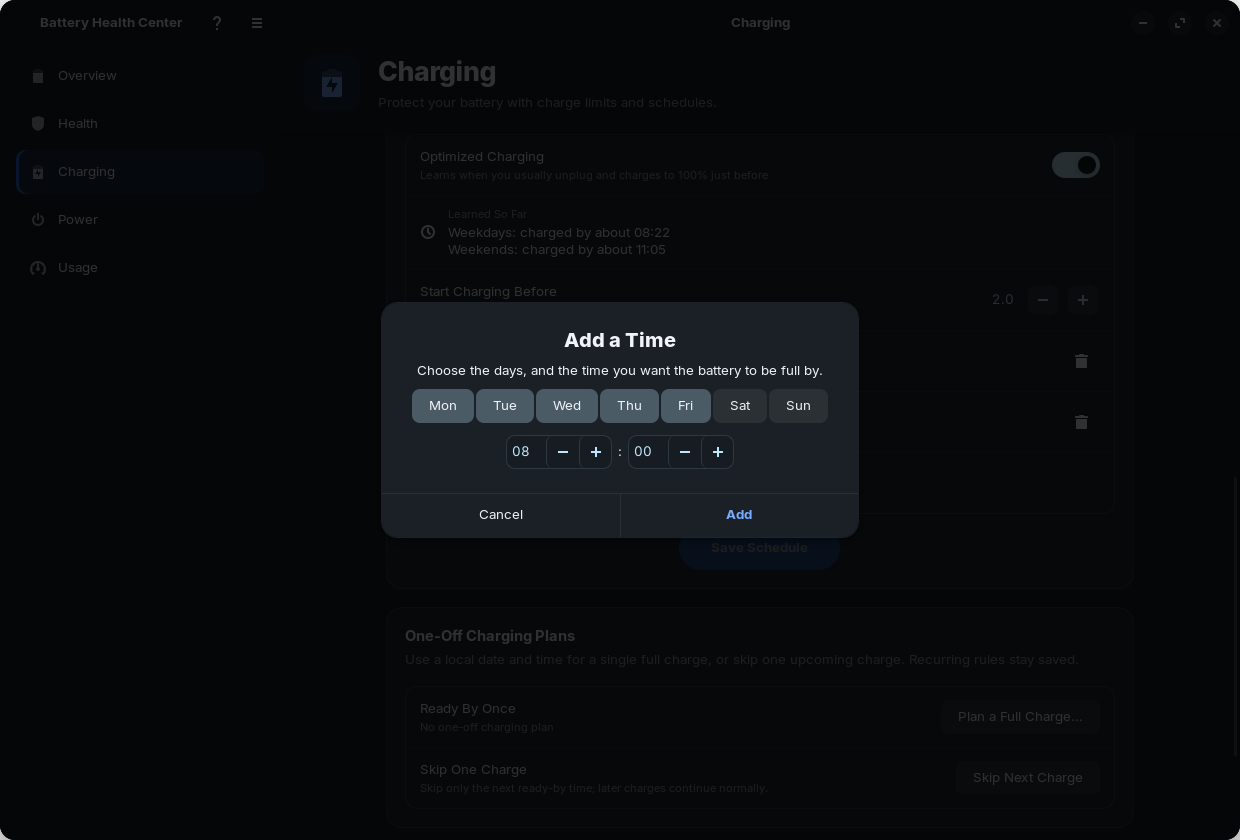 Battery Health Center
?
Charging
Overview
Health
Charging
Power
Usage
Charging
Protect your battery with charge limits and schedules.
Optimized Charging
Learns when you usually unplug and charges to 100% just before
Learned So Far
Weekdays: charged by about 08:22
Weekends: charged by about 11:05
Start Charging Before
2.0
Add a Time
Choose the days, and the time you want the battery to be full by.
Mon Tue Wed Thu Fri Sat Sun
08 − + : 00 − +
Cancel Add
Save Schedule
One-Off Charging Plans
Use a local date and time for a single full charge, or skip one upcoming charge. Recurring rules stay saved.
Ready By Once
No one-off charging plan
Plan a Full Charge...
Skip One Charge
Skip only the next ready-by time; later charges continue normally.
Skip Next Charge